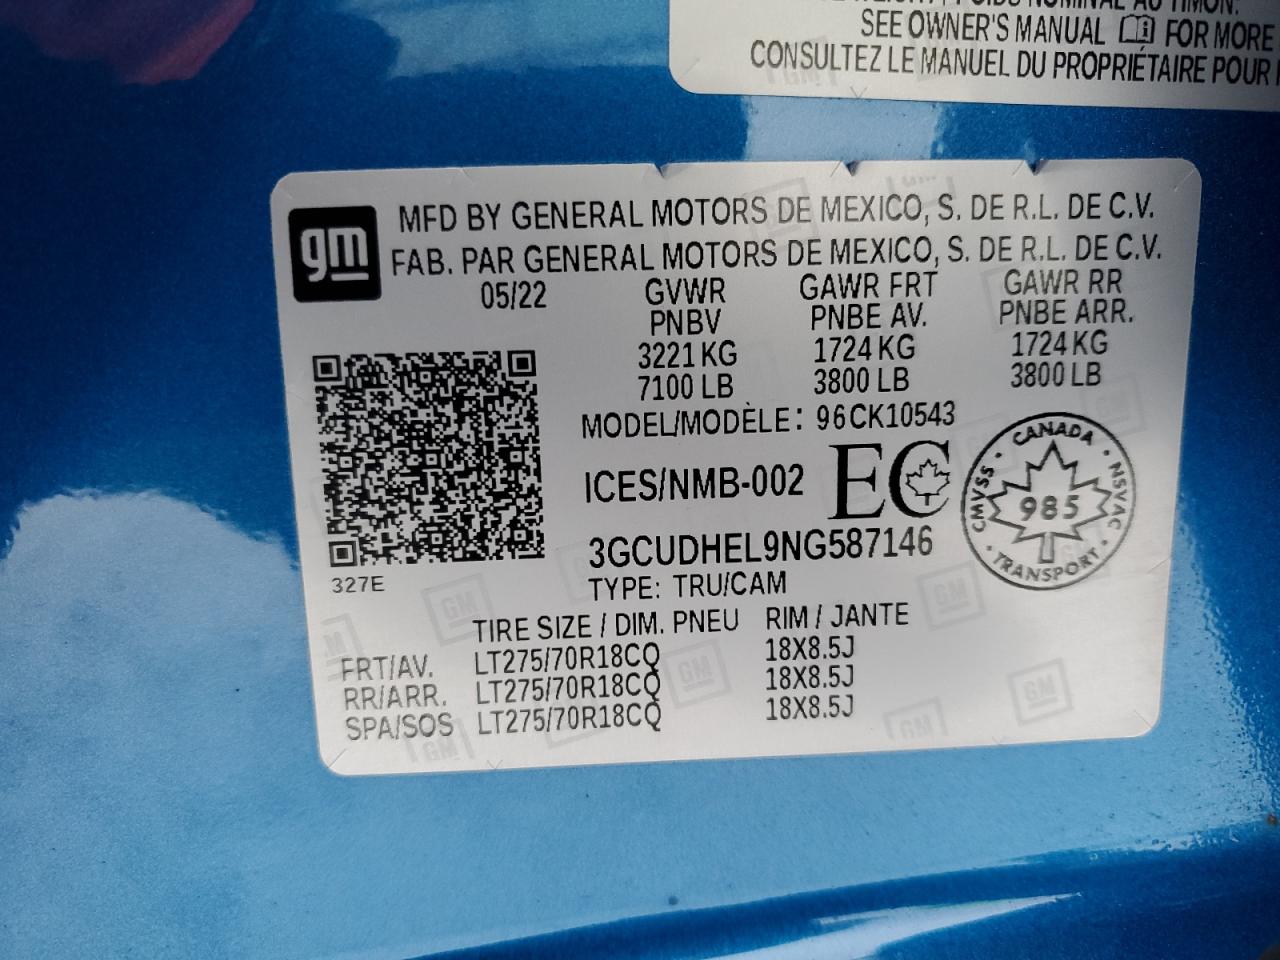 SEE OWNER'S MANUAL FOR MORE
CONSULTEZ LE MANUEL DU PROPRIÉTAIRE POUR
gm
MFD BY GENERAL MOTORS DE MEXICO, S. DE R.L. DE C.V.
FAB. PAR GENERAL MOTORS DE MEXICO, S. DE R.L. DE C.V.
05/22 GVWR GAWR FRT GAWR RR
PNBV PNBE AV. PNBE ARR.
3221 KG 1724 KG 1724 KG
7100 LB 3800 LB 3800 LB
MODEL/MODÈLE: 96CK10543
ICES/NMB-002 EC
CANADA
CMVSS 985 NSVAC
TRANSPORT
3GCUDHEL9NG587146
327E TYPE: TRU/CAM
TIRE SIZE / DIM. PNEU RIM / JANTE
FRT/AV. LT275/70R18CQ 18X8.5J
RR/ARR. LT275/70R18CQ 18X8.5J
SPA/SOS LT275/70R18CQ 18X8.5J